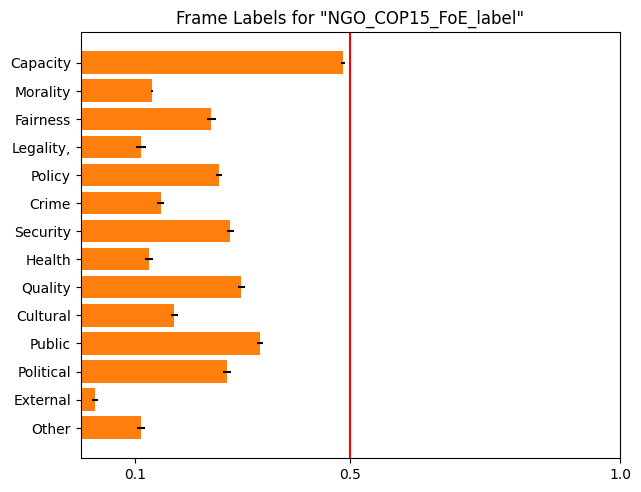 Frame Labels for "NGO_COP15_FoE_label"
Capacity
Morality
Fairness
Legality,
Policy
Crime
Security
Health
Quality
Cultural
Public
Political
External
Other
0.1 0.5 1.0